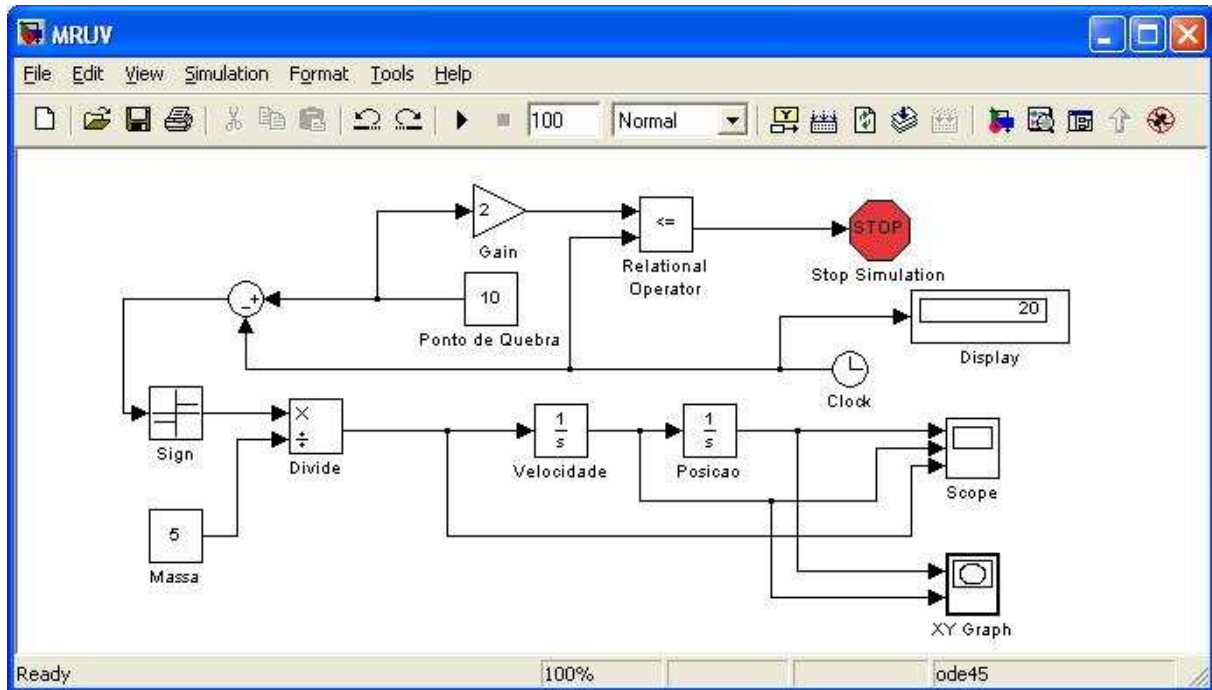 MRUV
File Edit View Simulation Format Tools Help
100 Normal
2
Gain
<=
Relational
Operator
STOP
Stop Simulation
10
Ponto de Quebra
-+
20
Display
Clock
Sign
×
÷
Divide
1
s
Velocidade
1
s
Posicao
Scope
5
Massa
XY Graph
Ready 100% ode45